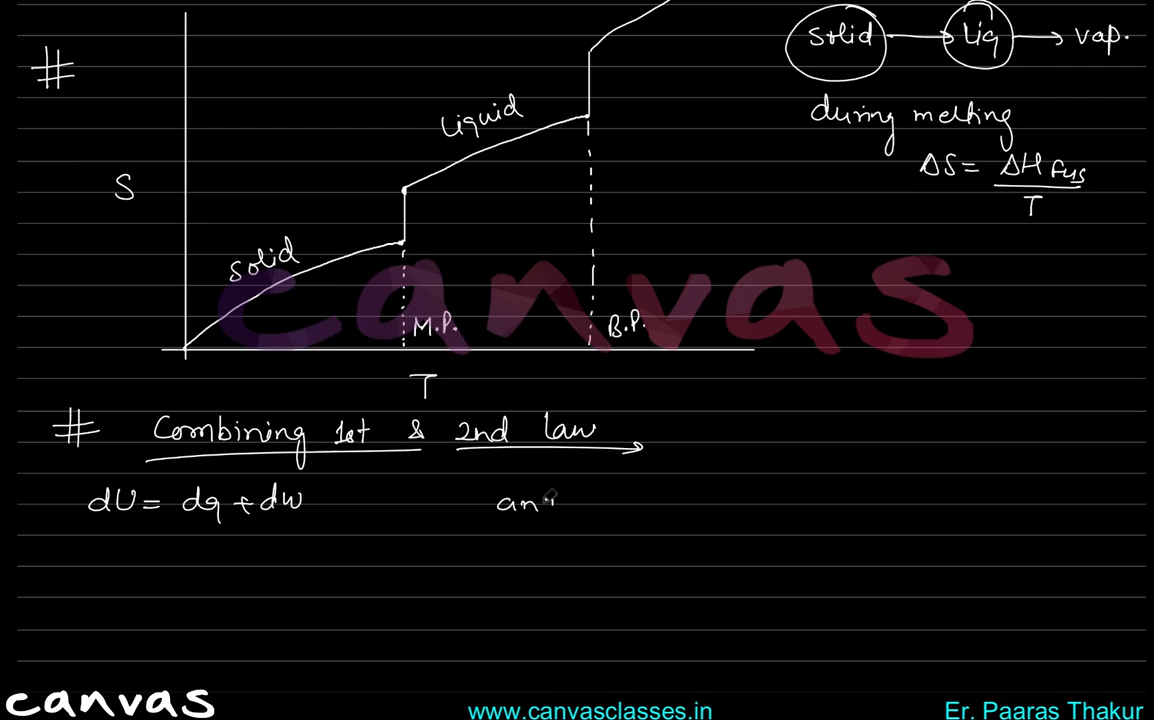 #
Solid → Liq → Vap.
during melting
ΔS = ΔH Fus
T
Liquid
S
Solid
M.P.
B.P.
T
# Combining 1st & 2nd law
dU = dq + dw
an
canvas
canvas
www.canvasclasses.in
Er. Paaras Thakur